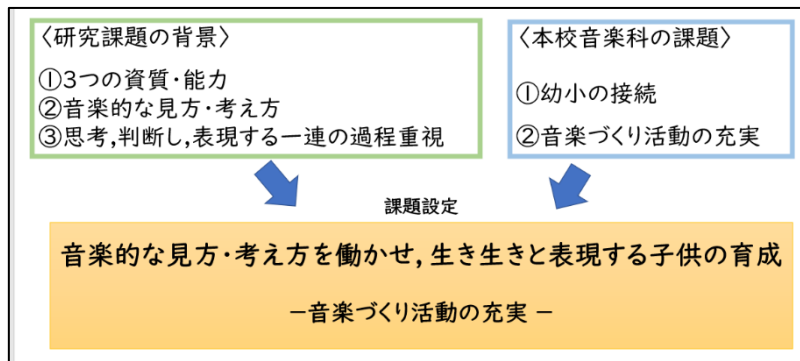 〈研究課題の背景〉
①3つの資質・能力
②音楽的な見方・考え方
③思考,判断し,表現する一連の過程重視
〈本校音楽科の課題〉
①幼小の接続
②音楽づくり活動の充実
課題設定
音楽的な見方・考え方を働かせ,生き生きと表現する子供の育成
－音楽づくり活動の充実－